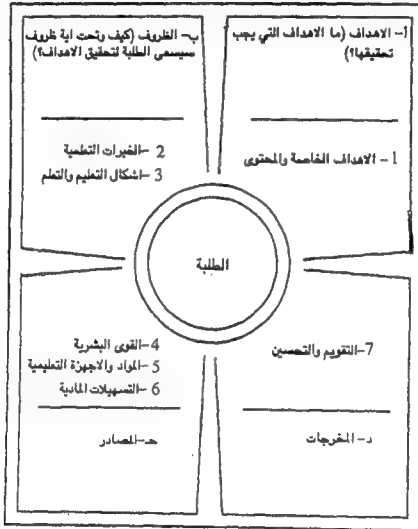 أ- الاهداف (ما الاهداف التي يجب
تحقيقها؟)
1- الاهداف الخاصة والمحتوى
ب- الظروف (كيف وتحت اية ظروف
سيسعى الطلبة لتحقيق الاهداف؟)
2 -الخبرات التعلمية
3 -اشكال التعليم والتعلم
الطلبة
4-القوى البشرية
5 -المواد والاجهزة التعليمية
6 -التسهيلات المادية
حـ-المصادر
7-التقويم والتحسين
د- المخرجات